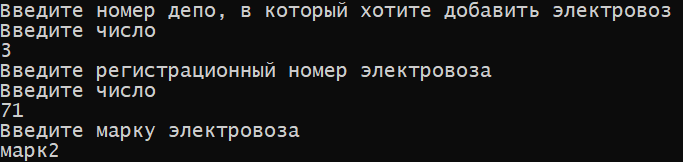 Введите номер депо, в который хотите добавить электровоз
Введите число
3
Введите регистрационный номер электровоза
Введите число
71
Введите марку электровоза
марк2